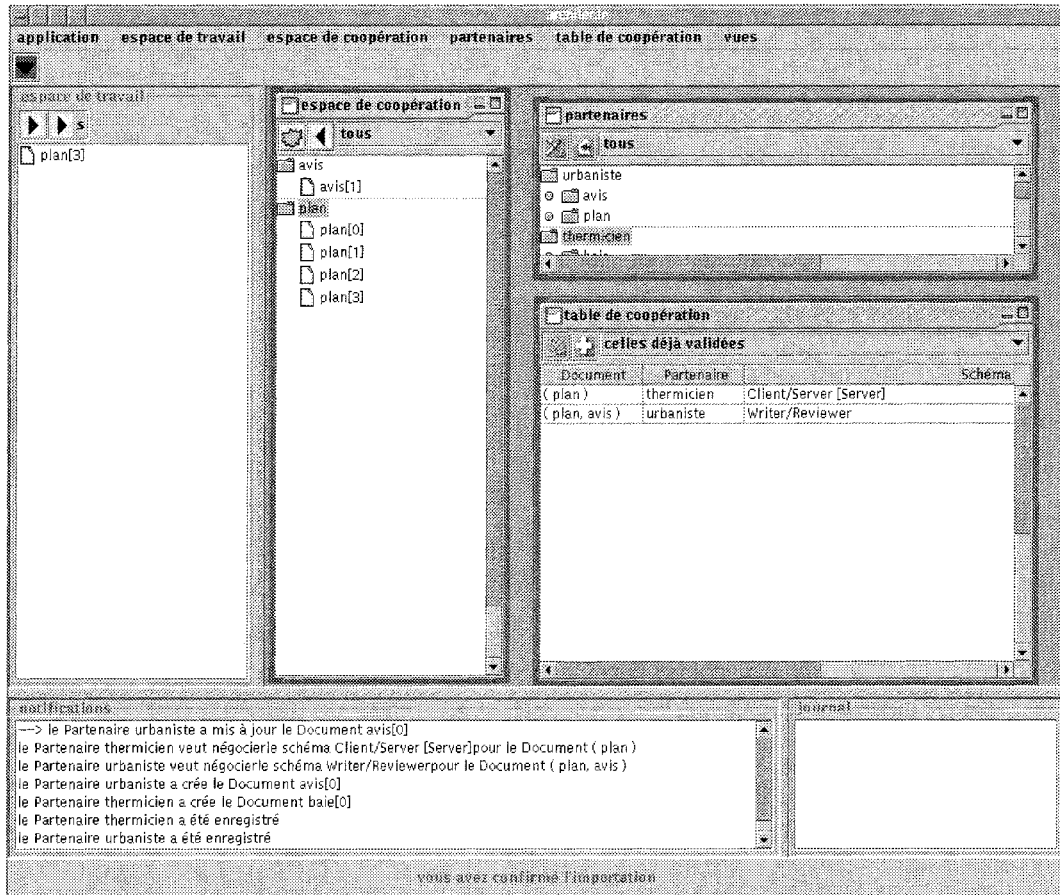 application espace de travail espace de coopération partenaires table de coopération vues
espace de travail
s
plan[3]
espace de coopération
tous
avis
avis[1]
plan
plan[0]
plan[1]
plan[2]
plan[3]
partenaires
tous
urbaniste
avis
plan
thermicien
baie
table de coopération
celles déjà validées
Document Partenaire Schéma
( plan ) thermicien Client/Server [Server]
( plan, avis ) urbaniste Writer/Reviewer
notifications
---> le Partenaire urbaniste a mis à jour le Document avis[0]
le Partenaire thermicien veut négocierle schéma Client/Server [Server]pour le Document ( plan )
le Partenaire urbaniste veut négocierle schéma Writer/Reviewerpour le Document ( plan, avis )
le Partenaire urbaniste a crée le Document avis[0]
le Partenaire thermicien a crée le Document baie[0]
le Partenaire thermicien a été enregistré
le Partenaire urbaniste a été enregistré
journal
vous avez confirmé l'importation